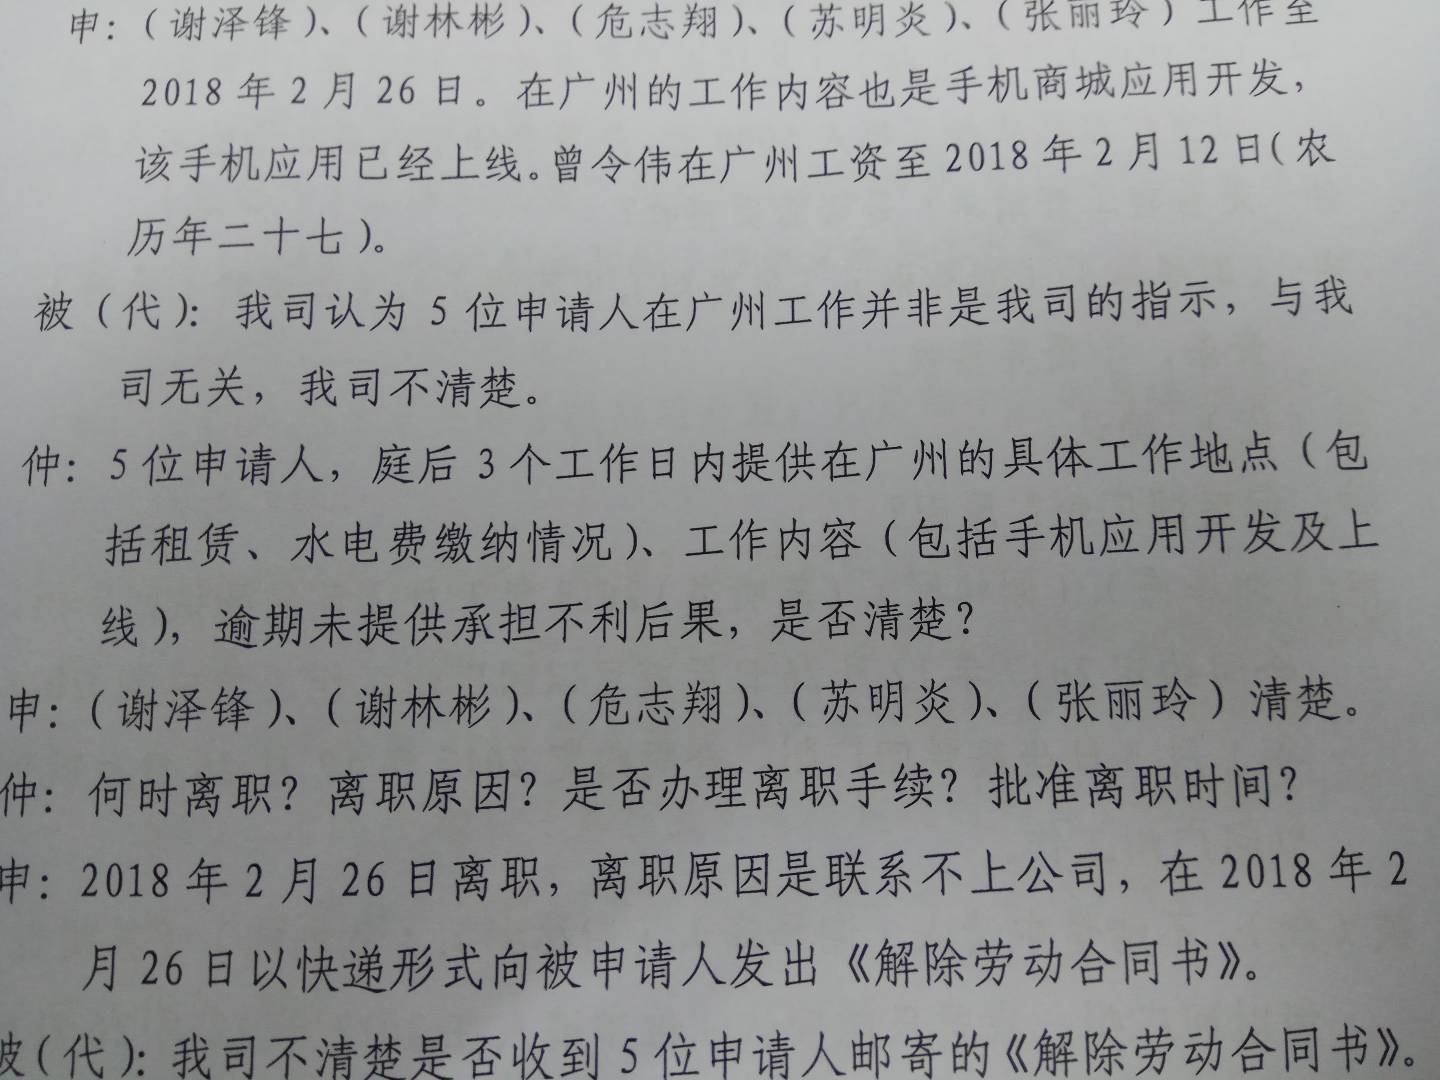 申：（谢泽锋）、（谢林彬）、（危志翔）、（苏明炎）、（张丽玲）工作至
2018 年 2 月 26 日。在广州的工作内容也是手机商城应用开发，
该手机应用已经上线。曾令伟在广州工资至 2018 年 2 月 12 日（农
历年二十七）。
被（代）：我司认为 5 位申请人在广州工作并非是我司的指示，与我
司无关，我司不清楚。
仲：5 位申请人，庭后 3 个工作日内提供在广州的具体工作地点（包
括租赁、水电费缴纳情况）、工作内容（包括手机应用开发及上
线），逾期未提供承担不利后果，是否清楚？
申：（谢泽锋）、（谢林彬）、（危志翔）、（苏明炎）、（张丽玲）清楚。
仲：何时离职？离职原因？是否办理离职手续？批准离职时间？
申：2018 年 2 月 26 日离职，离职原因是联系不上公司，在 2018 年 2
月 26 日以快递形式向被申请人发出《解除劳动合同书》。
被（代）：我司不清楚是否收到 5 位申请人邮寄的《解除劳动合同书》。